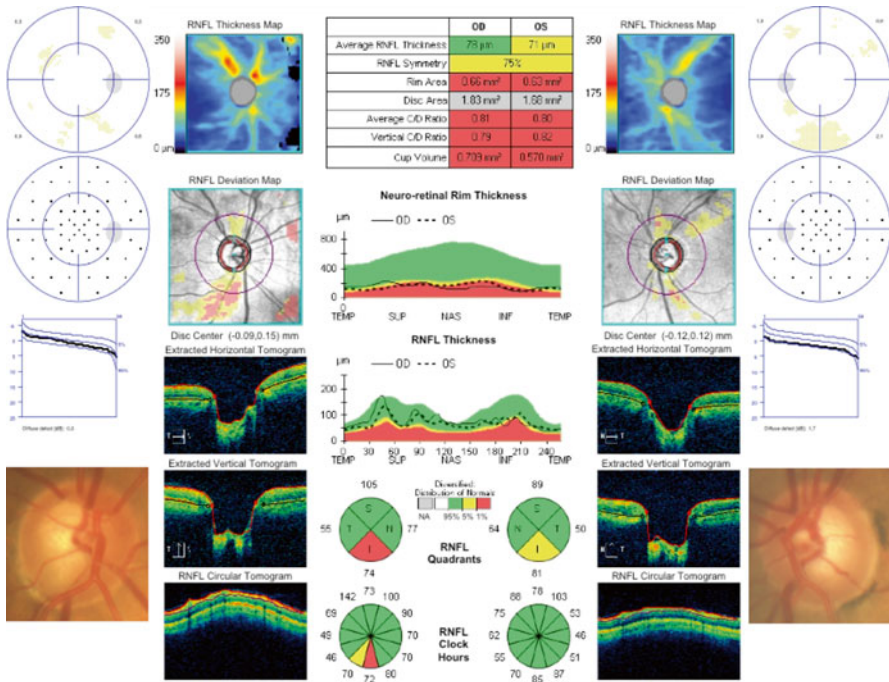 RNFL Thickness Map
350
175
0 µm
OD
OS
Average RNFL Thickness
78 µm
71 µm
RNFL Symmetry
75%
Rim Area
0.66 mm²
0.63 mm²
Disc Area
1.83 mm²
1.68 mm²
Average C/D Ratio
0.81
0.80
Vertical C/D Ratio
0.79
0.82
Cup Volume
0.709 mm³
0.570 mm³
RNFL Thickness Map
350
175
0 µm
RNFL Deviation Map
Disc Center (-0.09,0.15) mm
Neuro-retinal Rim Thickness
µm
OD
OS
800
400
0
TEMP
SUP
NAS
INF
TEMP
RNFL Deviation Map
Disc Center (-0.12,0.12) mm
RNFL Thickness
µm
OD
OS
200
100
0
0
30
60
90
120
150
180
210
240
TEMP
SUP
NAS
INF
TEMP
Extracted Horizontal Tomogram
Extracted Horizontal Tomogram
Extracted Vertical Tomogram
Extracted Vertical Tomogram
Diversified:
Distribution of Normals
NA
95%
5%
1%
105
S
55
T
N
77
I
74
RNFL
Quadrants
89
S
64
N
T
50
I
81
RNFL Circular Tomogram
RNFL Circular Tomogram
73
142
100
69
90
49
70
46
70
70
80
72
RNFL
Clock
Hours
78
88
103
75
53
62
46
55
51
70
87
85